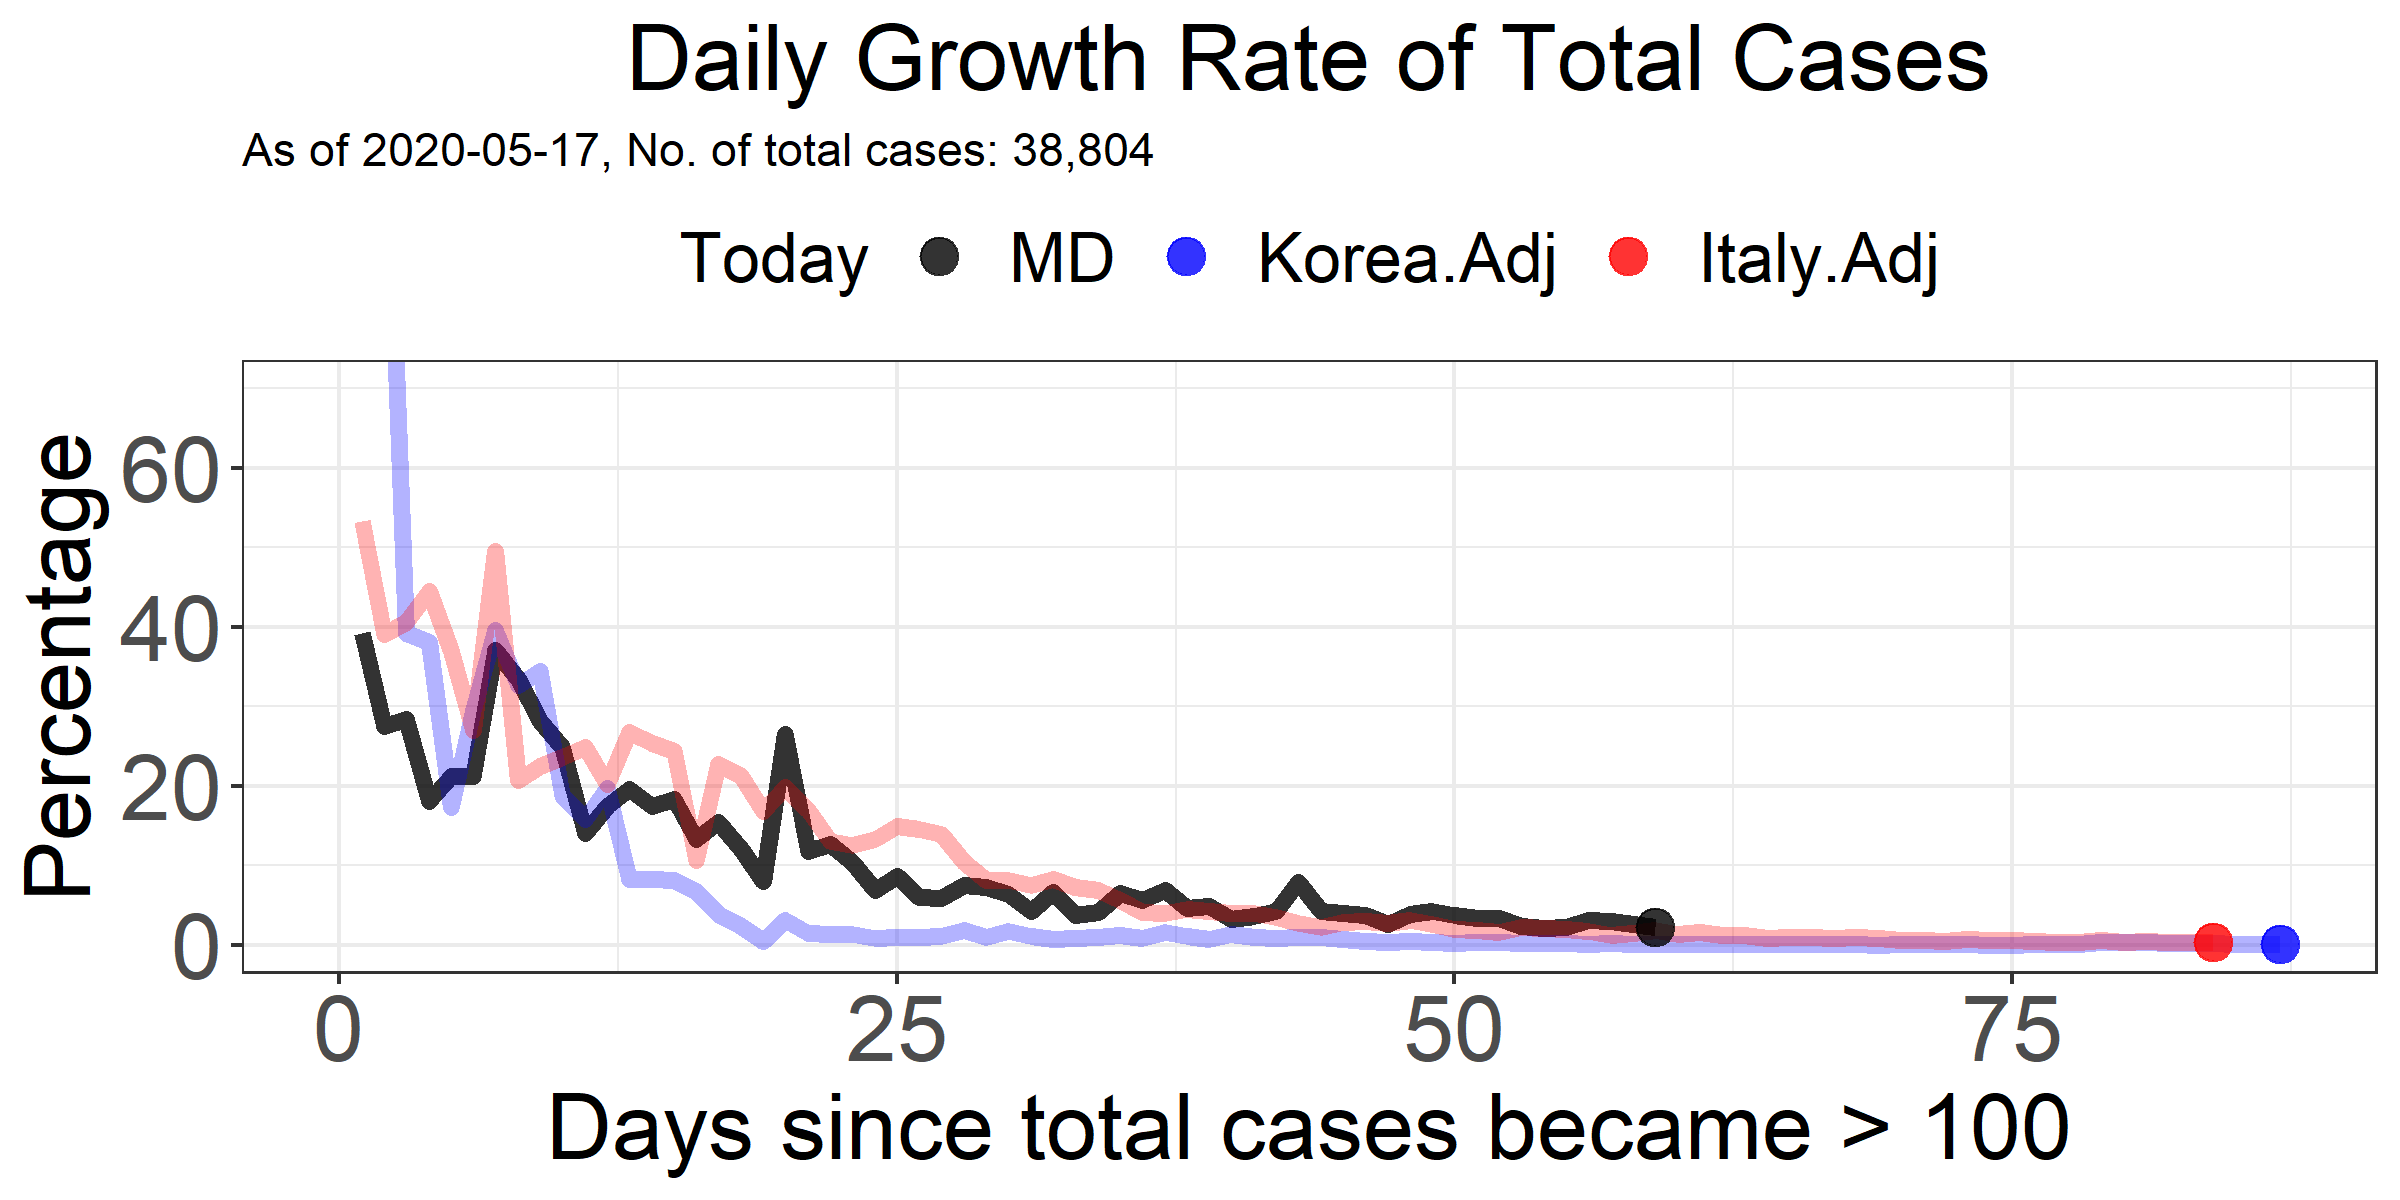 Daily Growth Rate of Total Cases
As of 2020-05-17, No. of total cases: 38,804
Today MD Korea.Adj Italy.Adj
Percentage
60
40
20
0
0 25 50 75
Days since total cases became > 100